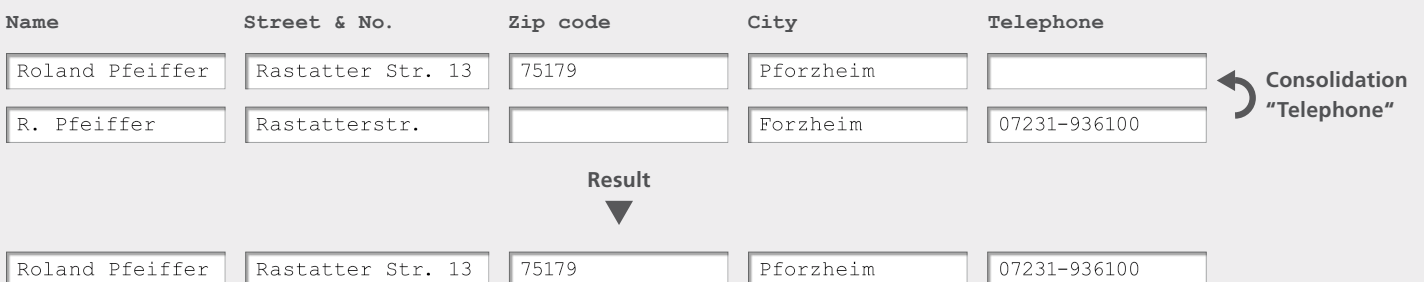 Name Street & No. Zip code City Telephone
Roland Pfeiffer Rastatter Str. 13 75179 Pforzheim
Consolidation
“Telephone“
R. Pfeiffer Rastatterstr. Forzheim 07231-936100
Result
Roland Pfeiffer Rastatter Str. 13 75179 Pforzheim 07231-936100